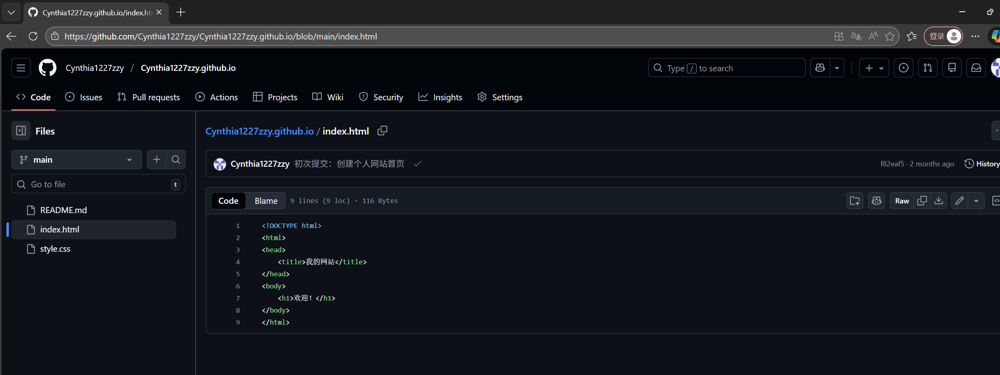 Cynthia1227zzy.github.io/index.ht
https://github.com/Cynthia1227zzy/Cynthia1227zzy.github.io/blob/main/index.html
登录
Cynthia1227zzy / Cynthia1227zzy.github.io
Type / to search
Code Issues Pull requests Actions Projects Wiki Security Insights Settings
Files
Cynthia1227zzy.github.io / index.html
main
Cynthia1227zzy 初次提交：创建个人网站首页
f82eaf5 · 2 months ago
History
Go to file t
Code Blame 9 lines (9 loc) · 116 Bytes
Raw
README.md
index.html
style.css
1 <!DOCTYPE html>
2 <html>
3 <head>
4 <title>我的网站</title>
5 </head>
6 <body>
7 <h1>欢迎！</h1>
8 </body>
9 </html>